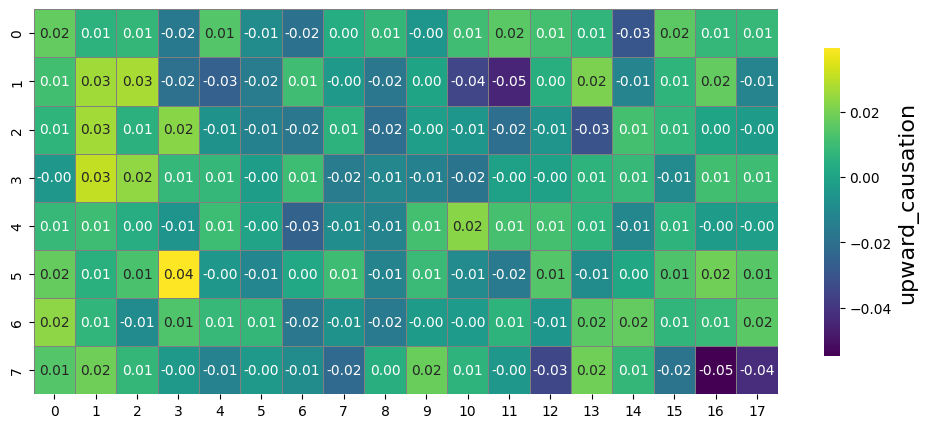 0 0.02 0.01 0.01 -0.02 0.01 -0.01 -0.02 0.00 0.01 -0.00 0.01 0.02 0.01 0.01 -0.03 0.02 0.01 0.01
1 0.01 0.03 0.03 -0.02 -0.03 -0.02 0.01 -0.00 -0.02 0.00 -0.04 -0.05 0.00 0.02 -0.01 0.01 0.02 -0.01
2 0.01 0.03 0.01 0.02 -0.01 -0.01 -0.02 0.01 -0.02 -0.00 -0.01 -0.02 -0.01 -0.03 0.01 0.01 0.00 -0.00
3 -0.00 0.03 0.02 0.01 0.01 -0.00 0.01 -0.02 -0.01 -0.01 -0.02 -0.00 -0.00 0.01 0.01 -0.01 0.01 0.01
4 0.01 0.01 0.00 -0.01 0.01 -0.00 -0.03 -0.01 -0.01 0.01 0.02 0.01 0.01 0.01 -0.01 0.01 -0.00 -0.00
5 0.02 0.01 0.01 0.04 -0.00 -0.01 0.00 0.01 -0.01 0.01 -0.01 -0.02 0.01 -0.01 0.00 0.01 0.02 0.01
6 0.02 0.01 -0.01 0.01 0.01 0.01 -0.02 -0.01 -0.02 -0.00 -0.00 0.01 -0.01 0.02 0.02 0.01 0.01 0.02
7 0.01 0.02 0.01 -0.00 -0.01 -0.00 -0.01 -0.02 0.00 0.02 0.01 -0.00 -0.03 0.02 0.01 -0.02 -0.05 -0.04
0 1 2 3 4 5 6 7 8 9 10 11 12 13 14 15 16 17
0.02
0.00
−0.02
−0.04
upward_causation